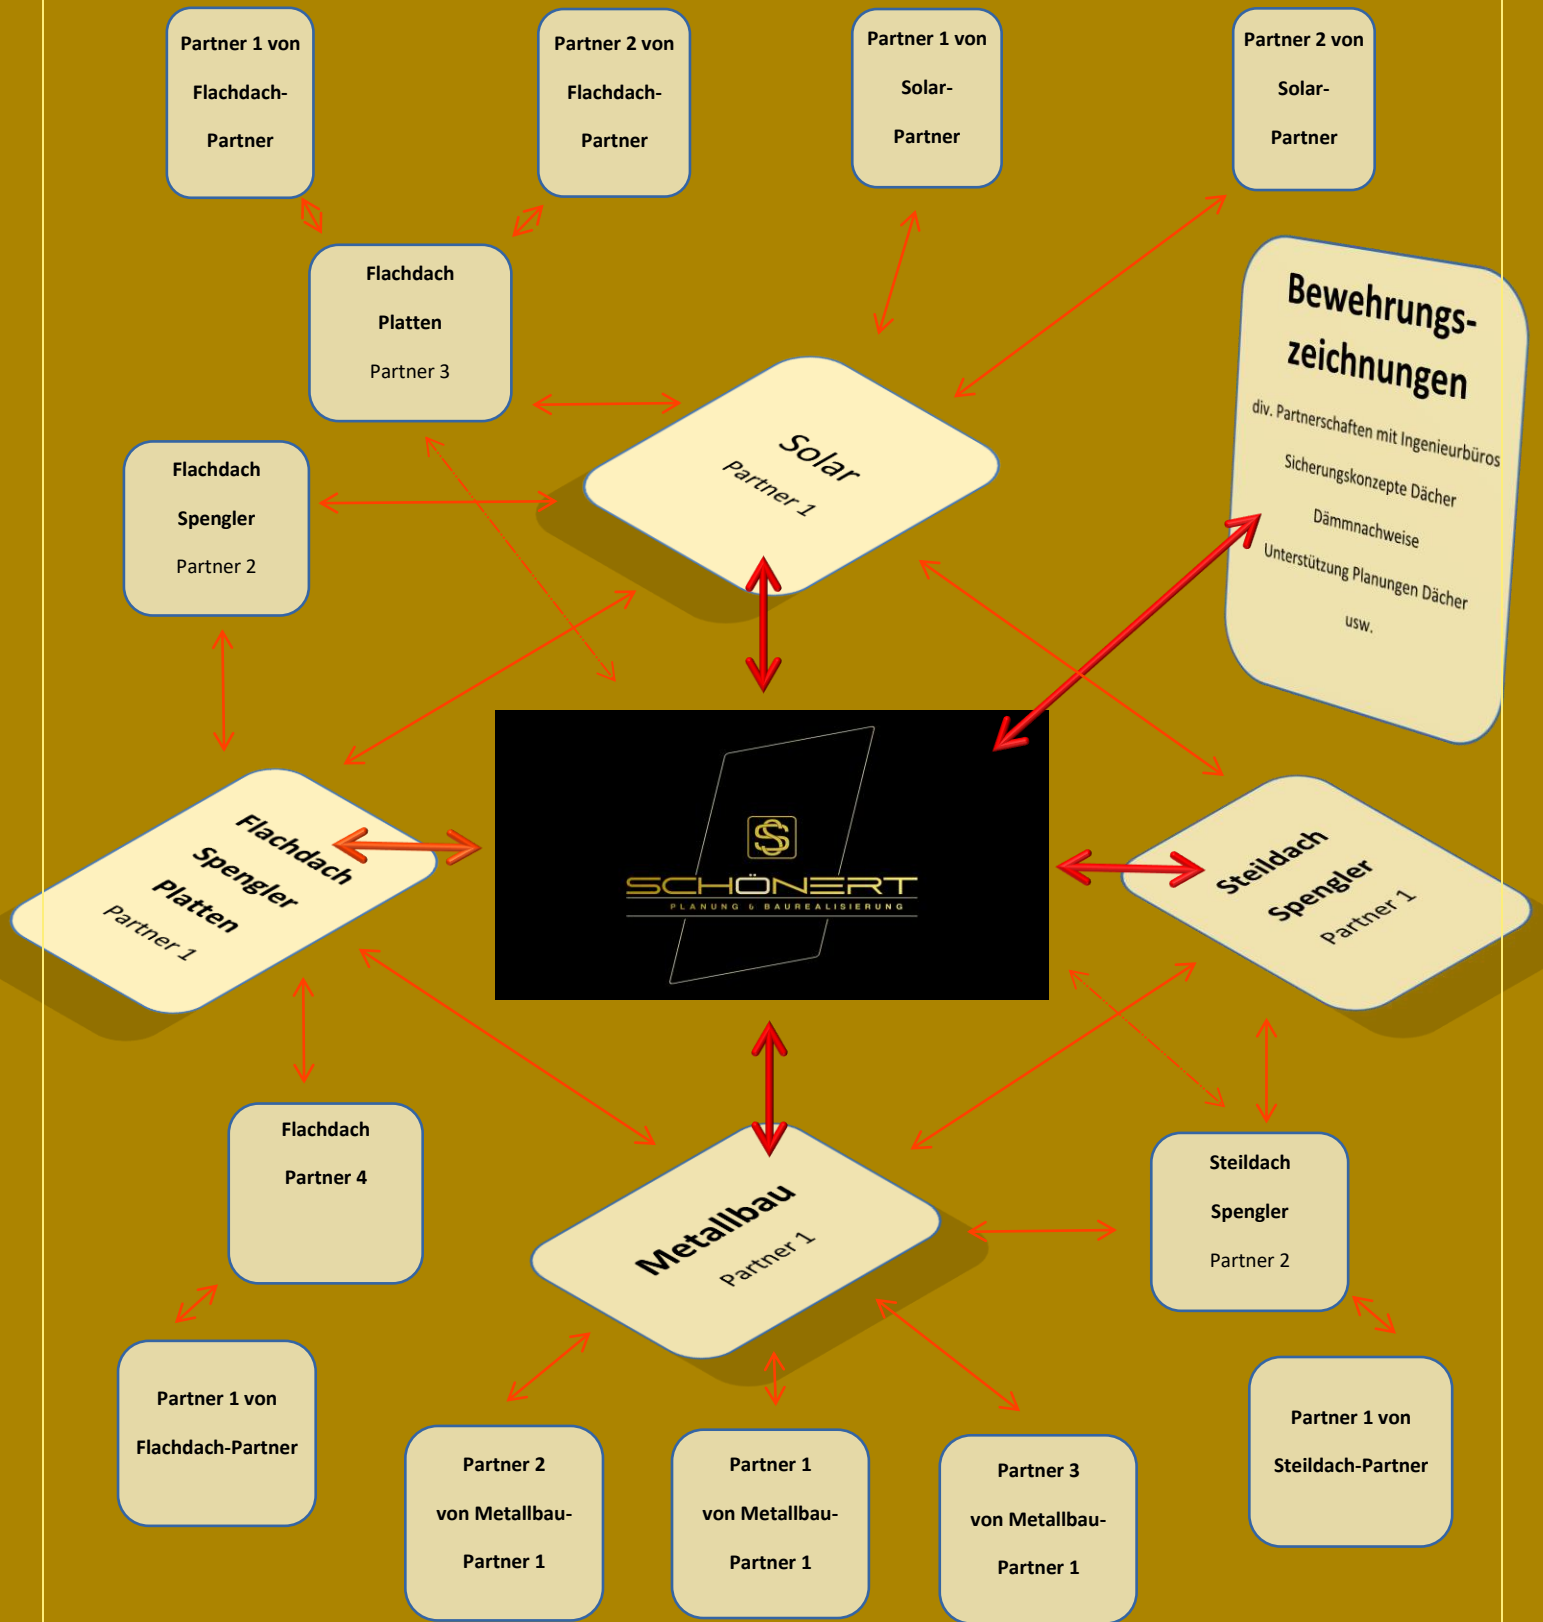 Partner 1 von
Flachdach-
Partner
Partner 2 von
Flachdach-
Partner
Partner 1 von
Solar-
Partner
Partner 2 von
Solar-
Partner
Flachdach
Platten
Partner 3
Bewehrungs-
zeichnungen
div. Partnerschaften mit Ingenieurbüros
Sicherungskonzepte Dächer
Dämmnachweise
Unterstützung Planungen Dächer
usw.
Solar
Partner 1
Flachdach
Spengler
Partner 2
Flachdach
Spengler
Platten
Partner 1
SCHÖNERT
PLANUNG & BAUREALISIERUNG
Steildach
Spengler
Partner 1
Flachdach
Partner 4
Metallbau
Partner 1
Steildach
Spengler
Partner 2
Partner 1 von
Flachdach-Partner
Partner 2
von Metallbau-
Partner 1
Partner 1
von Metallbau-
Partner 1
Partner 3
von Metallbau-
Partner 1
Partner 1 von
Steildach-Partner